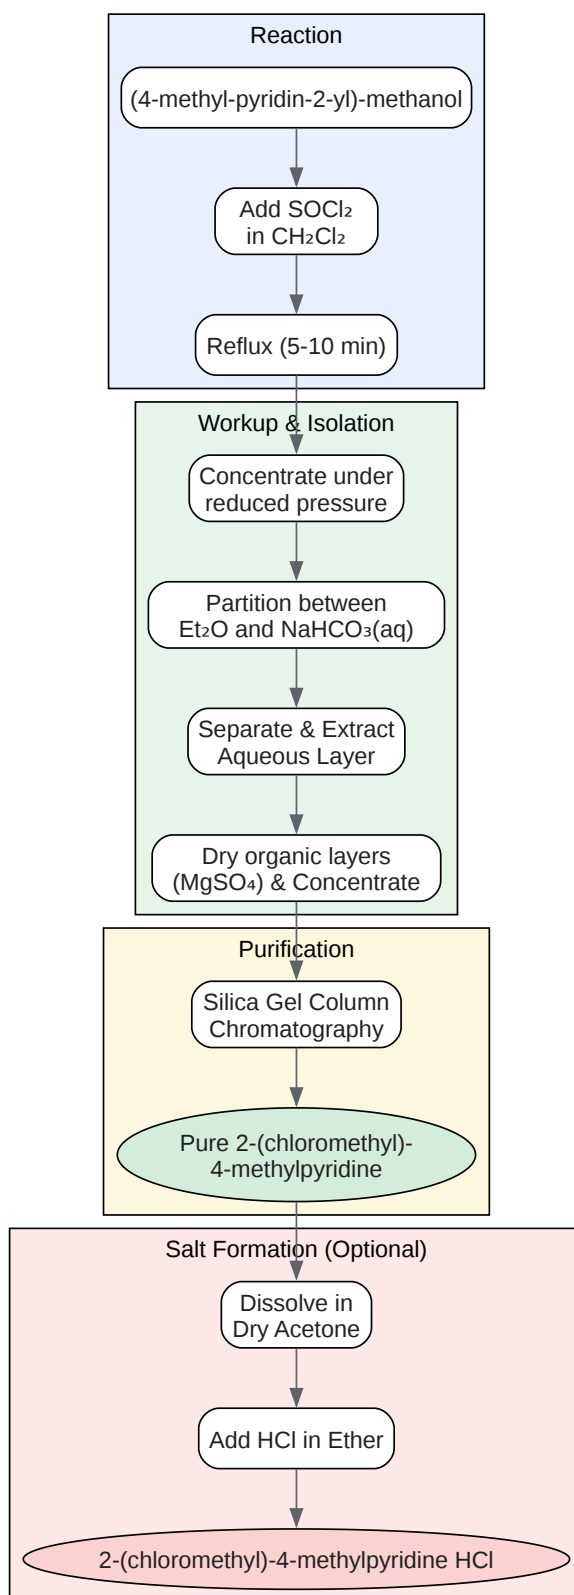 Reaction
(4-methyl-pyridin-2-yl)-methanol
Add SOCl₂
in CH₂Cl₂
Reflux (5-10 min)
Workup & Isolation
Concentrate under
reduced pressure
Partition between
Et₂O and NaHCO₃(aq)
Separate & Extract
Aqueous Layer
Dry organic layers
(MgSO₄) & Concentrate
Purification
Silica Gel Column
Chromatography
Pure 2-(chloromethyl)-
4-methylpyridine
Salt Formation (Optional)
Dissolve in
Dry Acetone
Add HCl in Ether
2-(chloromethyl)-4-methylpyridine HCl